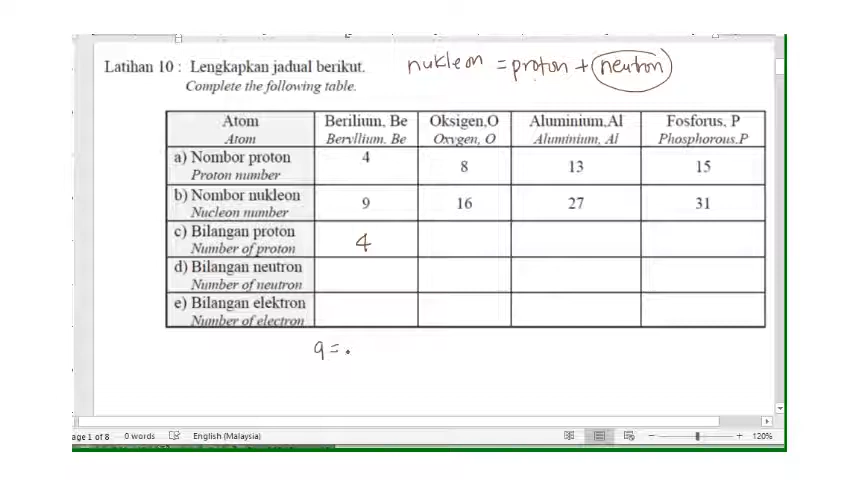 Latihan 10 : Lengkapkan jadual berikut.
nukleon = proton + neutron
Complete the following table.
Atom Berilium, Be Oksigen,O Aluminium,Al Fosforus, P
Atom Beryllium. Be Oxygen, O Aluminium, Al Phosphorous.P
a) Nombor proton 4 8 13 15
Proton number
b) Nombor nukleon 9 16 27 31
Nucleon number
c) Bilangan proton 4
Number of proton
d) Bilangan neutron
Number of neutron
e) Bilangan elektron
Number of electron
9 = .
age 1 of 8 0 words English (Malaysia) 120%